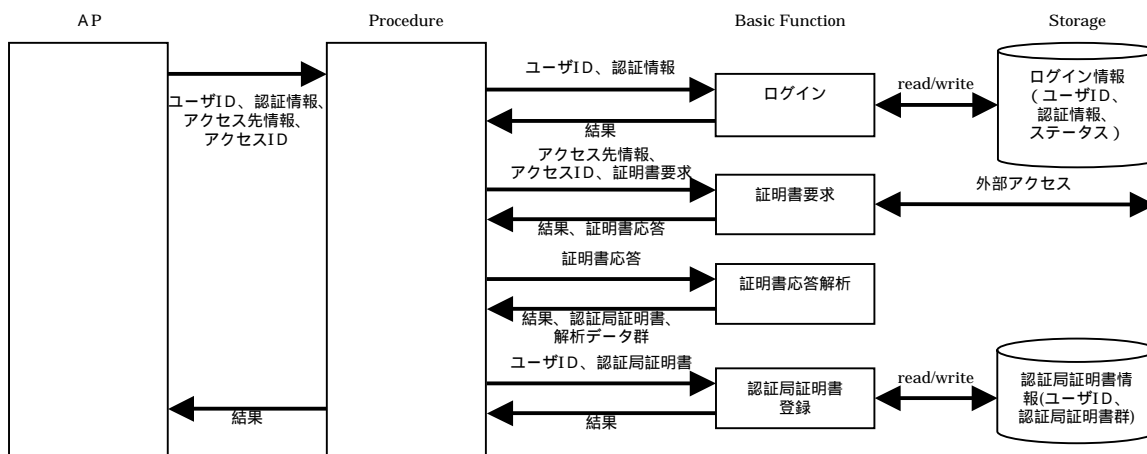 AP
Procedure
Basic Function
Storage
ユーザID、認証情報、
アクセス先情報、
アクセスID
ユーザID、認証情報
ログイン
read/write
ログイン情報
(ユーザID、
認証情報、
ステータス)
結果
アクセス先情報、
アクセスID、証明書要求
証明書要求
外部アクセス
結果、証明書応答
証明書応答
証明書応答解析
結果、認証局証明書、
解析データ群
ユーザID、認証局証明書
認証局証明書
登録
read/write
認証局証明書情
報(ユーザID、
認証局証明書群)
結果
結果